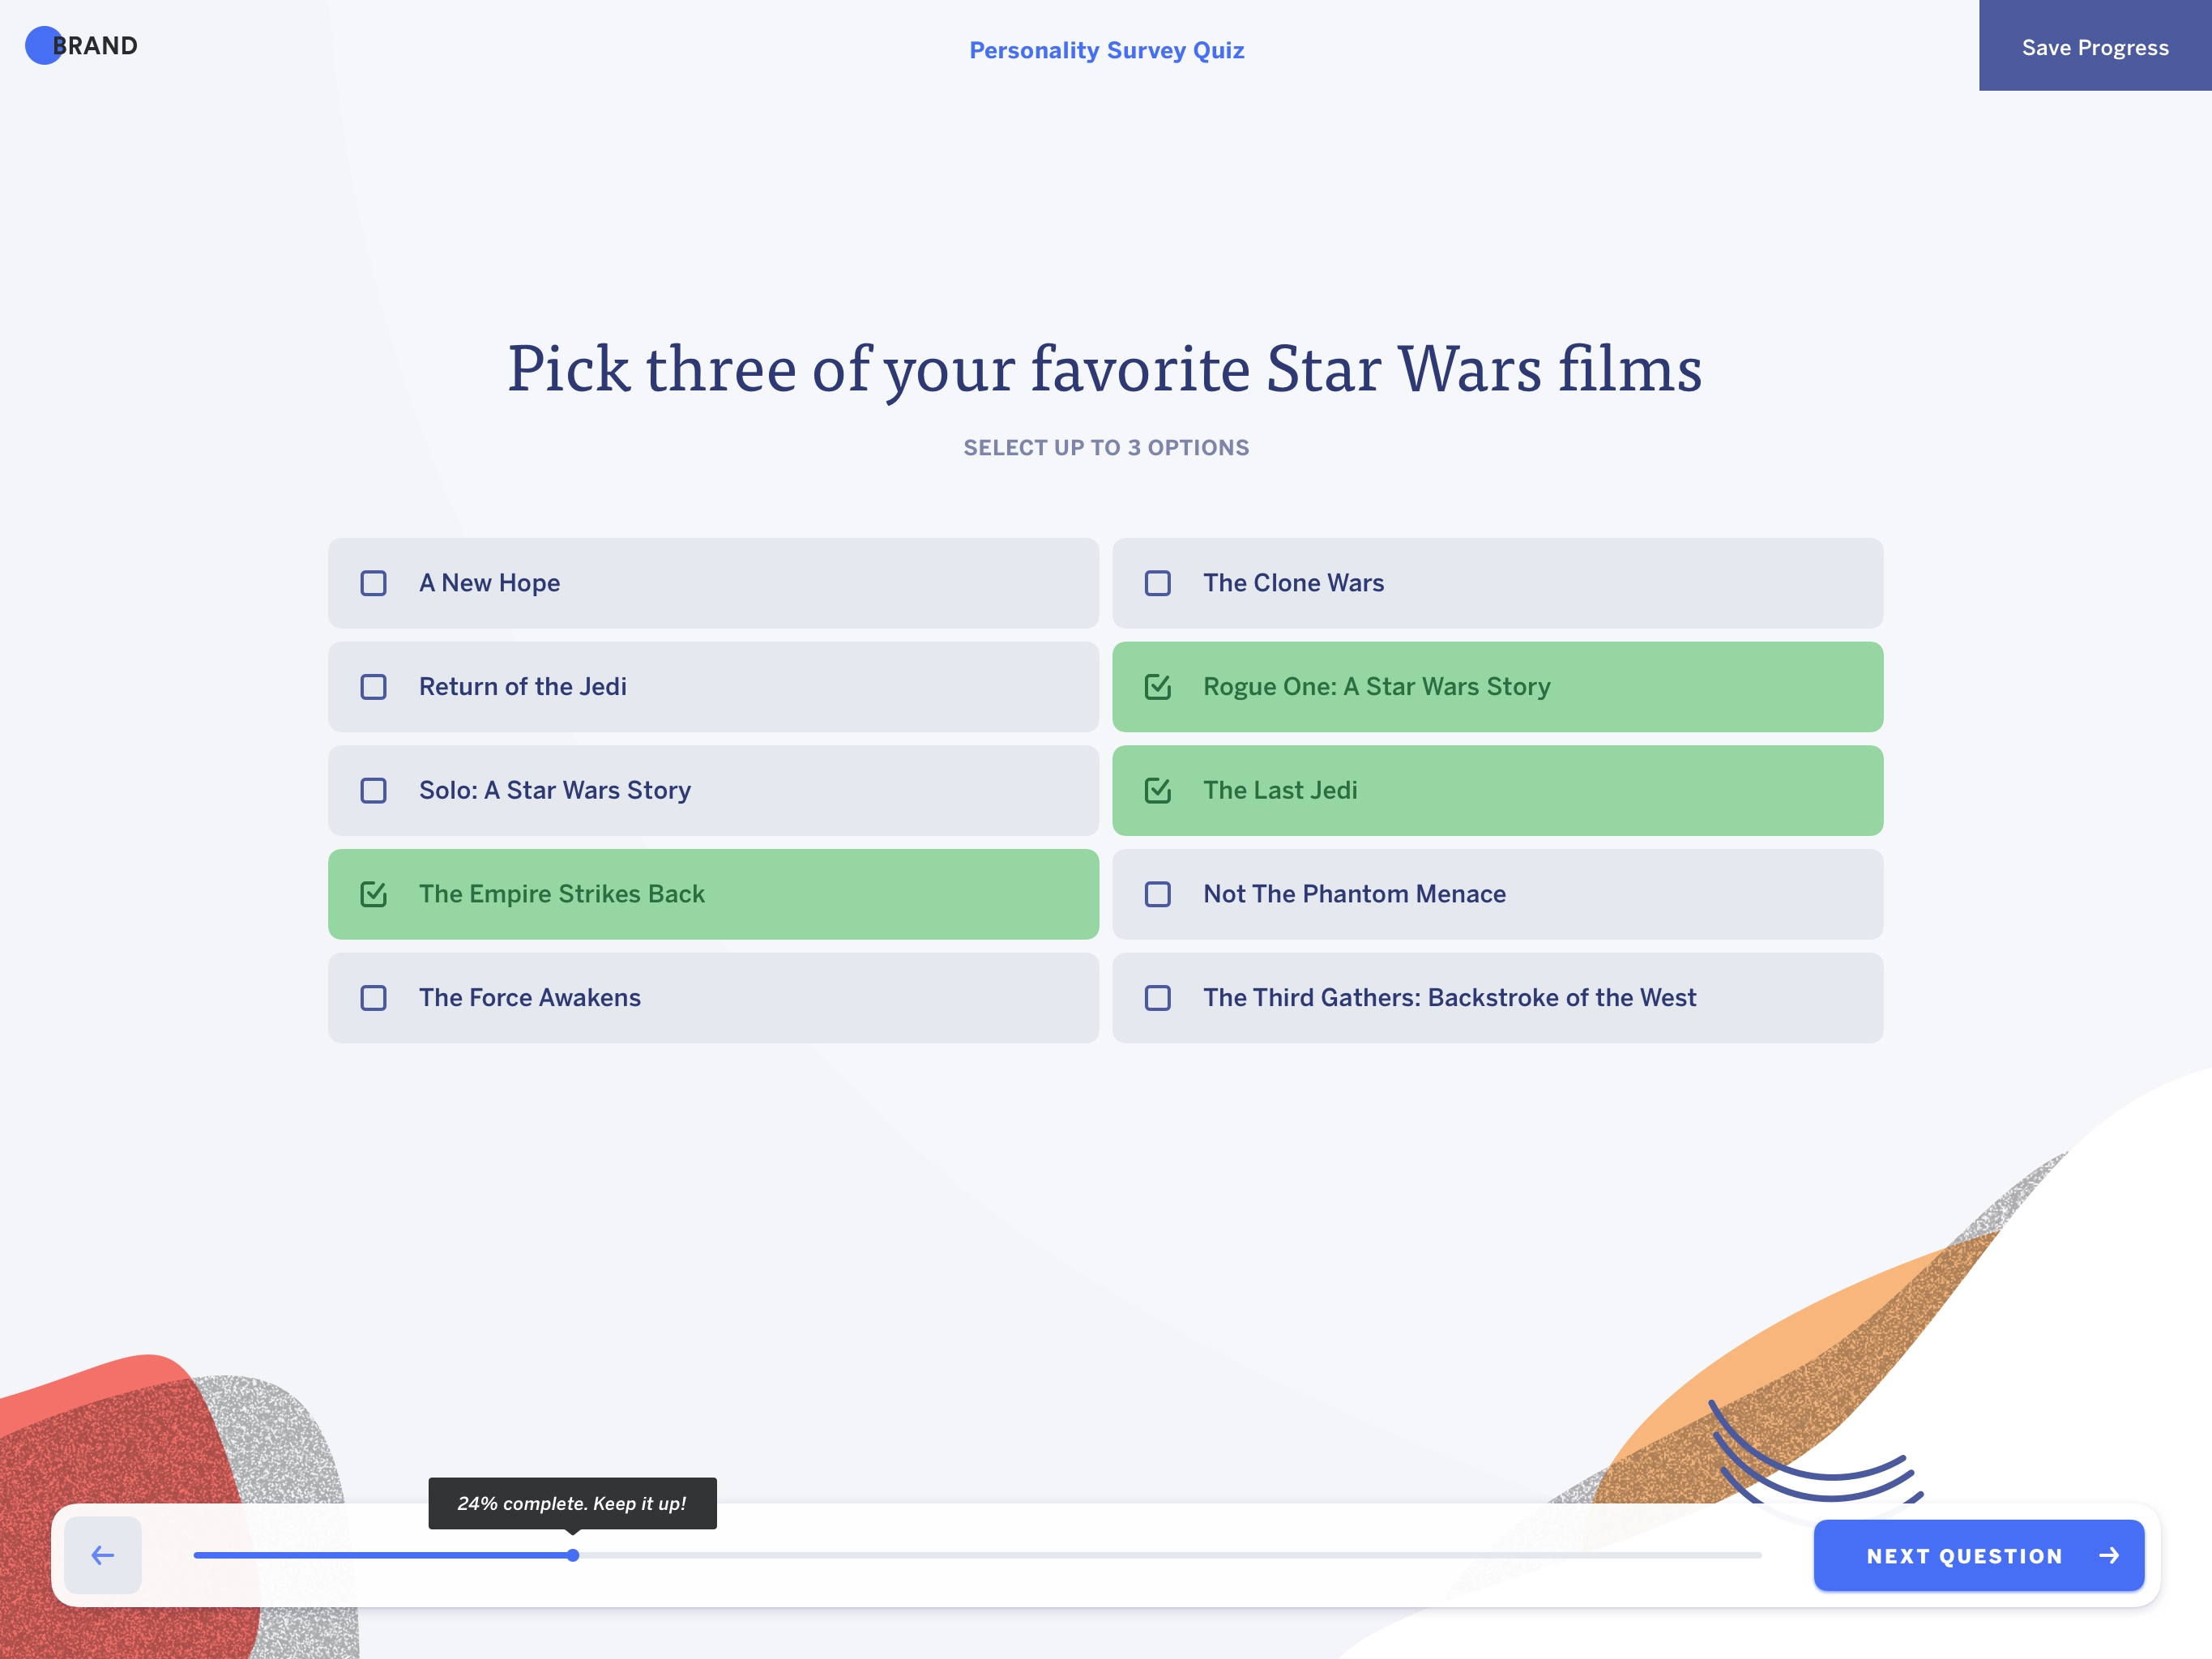 BRAND
Personality Survey Quiz
Save Progress
Pick three of your favorite Star Wars films
SELECT UP TO 3 OPTIONS
A New Hope
The Clone Wars
Return of the Jedi
Rogue One: A Star Wars Story
Solo: A Star Wars Story
The Last Jedi
The Empire Strikes Back
Not The Phantom Menace
The Force Awakens
The Third Gathers: Backstroke of the West
24% complete. Keep it up!
NEXT QUESTION